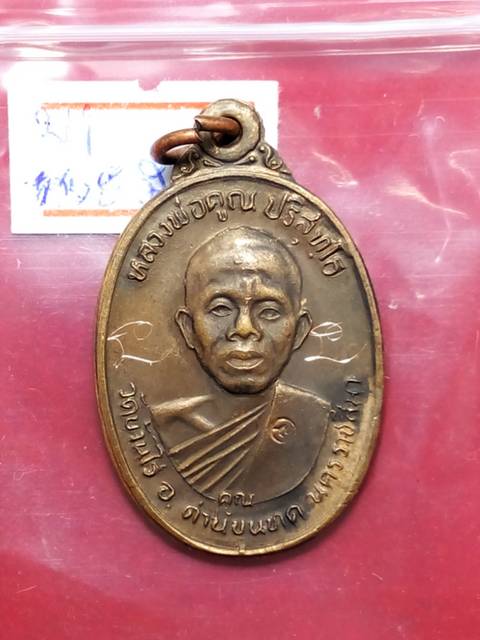 หลวงพ่อคูณ ปริสุทฺโธ
คูณ
วัดบ้านไร่ อ. ด่านขุนทด นครราชสีมา